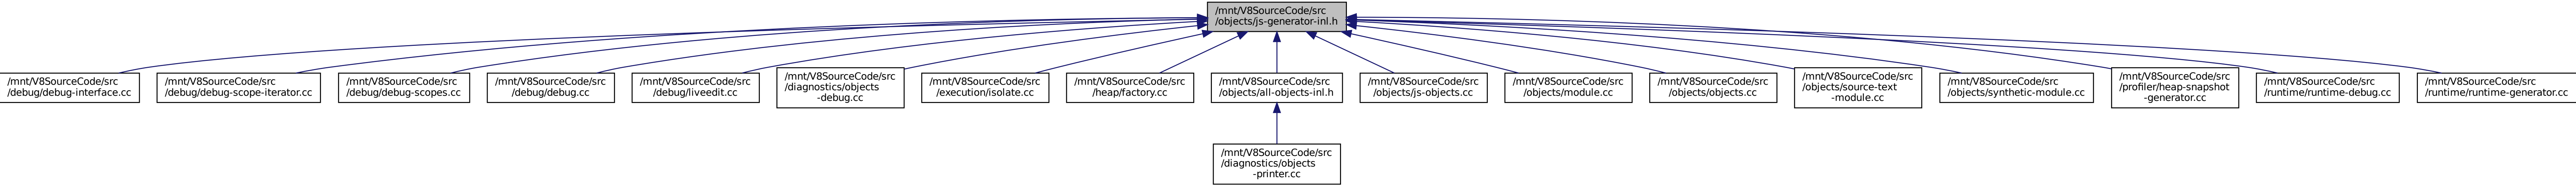 /mnt/V8SourceCode/src
/objects/js-generator-inl.h
/mnt/V8SourceCode/src
/debug/debug-interface.cc
/mnt/V8SourceCode/src
/debug/debug-scope-iterator.cc
/mnt/V8SourceCode/src
/debug/debug-scopes.cc
/mnt/V8SourceCode/src
/debug/debug.cc
/mnt/V8SourceCode/src
/debug/liveedit.cc
/mnt/V8SourceCode/src
/diagnostics/objects
-debug.cc
/mnt/V8SourceCode/src
/execution/isolate.cc
/mnt/V8SourceCode/src
/heap/factory.cc
/mnt/V8SourceCode/src
/objects/all-objects-inl.h
/mnt/V8SourceCode/src
/objects/js-objects.cc
/mnt/V8SourceCode/src
/objects/module.cc
/mnt/V8SourceCode/src
/objects/objects.cc
/mnt/V8SourceCode/src
/objects/source-text
-module.cc
/mnt/V8SourceCode/src
/objects/synthetic-module.cc
/mnt/V8SourceCode/src
/profiler/heap-snapshot
-generator.cc
/mnt/V8SourceCode/src
/runtime/runtime-debug.cc
/mnt/V8SourceCode/src
/runtime/runtime-generator.cc
/mnt/V8SourceCode/src
/diagnostics/objects
-printer.cc